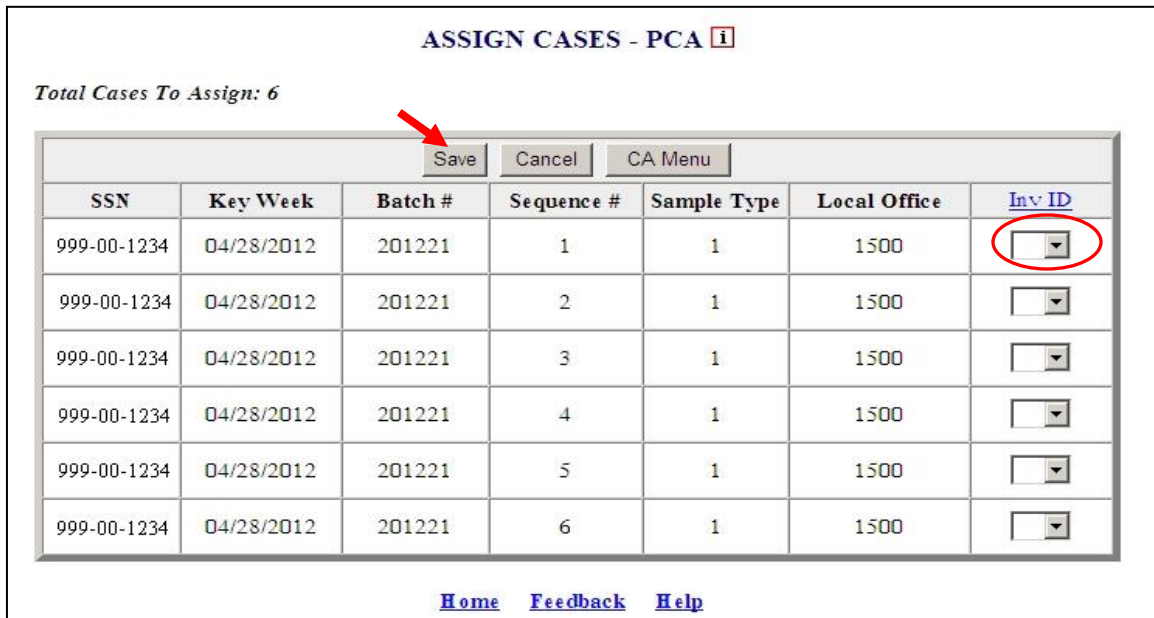 ASSIGN CASES - PCA i
Total Cases To Assign: 6
Save Cancel CA Menu
SSN Key Week Batch # Sequence # Sample Type Local Office Inv ID
999-00-1234 04/28/2012 201221 1 1 1500
999-00-1234 04/28/2012 201221 2 1 1500
999-00-1234 04/28/2012 201221 3 1 1500
999-00-1234 04/28/2012 201221 4 1 1500
999-00-1234 04/28/2012 201221 5 1 1500
999-00-1234 04/28/2012 201221 6 1 1500
Home Feedback Help